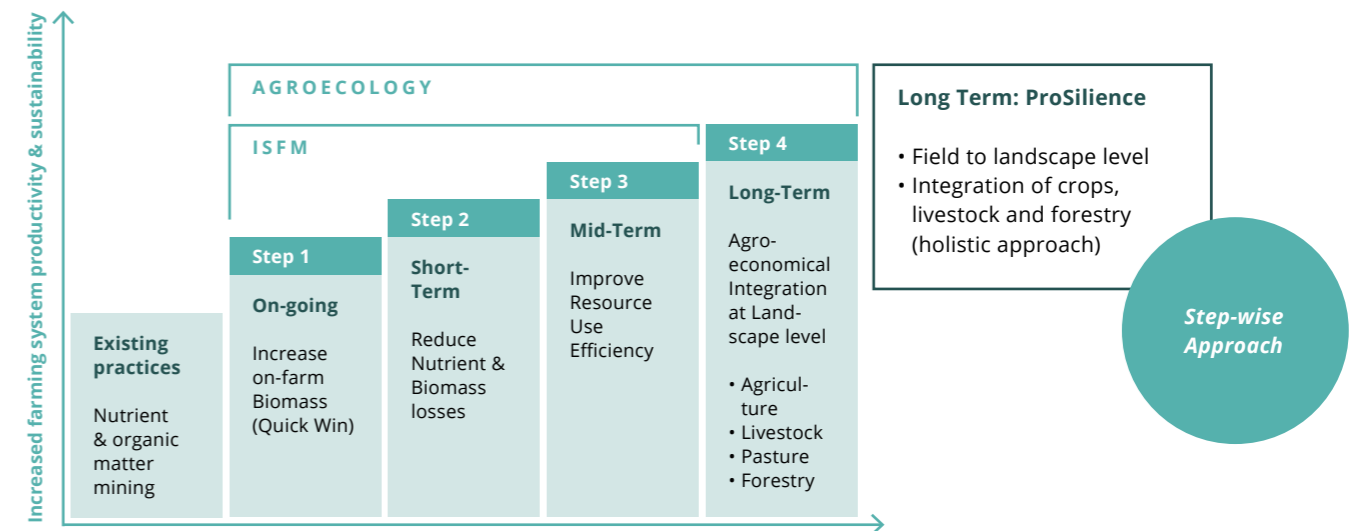 Increased farming system productivity & sustainability
AGROECOLOGY
ISFM
Existing
practices
Nutrient
& organic
matter
mining
Step 1
On-going
Increase
on-farm
Biomass
(Quick Win)
Step 2
Short-
Term
Reduce
Nutrient &
Biomass
losses
Step 3
Mid-Term
Improve
Resource
Use
Efficiency
Step 4
Long-Term
Agro-
economical
Integration
at Land-
scape level
• Agricul-
ture
• Livestock
• Pasture
• Forestry
Long Term: ProSilience
• Field to landscape level
• Integration of crops,
livestock and forestry
(holistic approach)
Step-wise
Approach